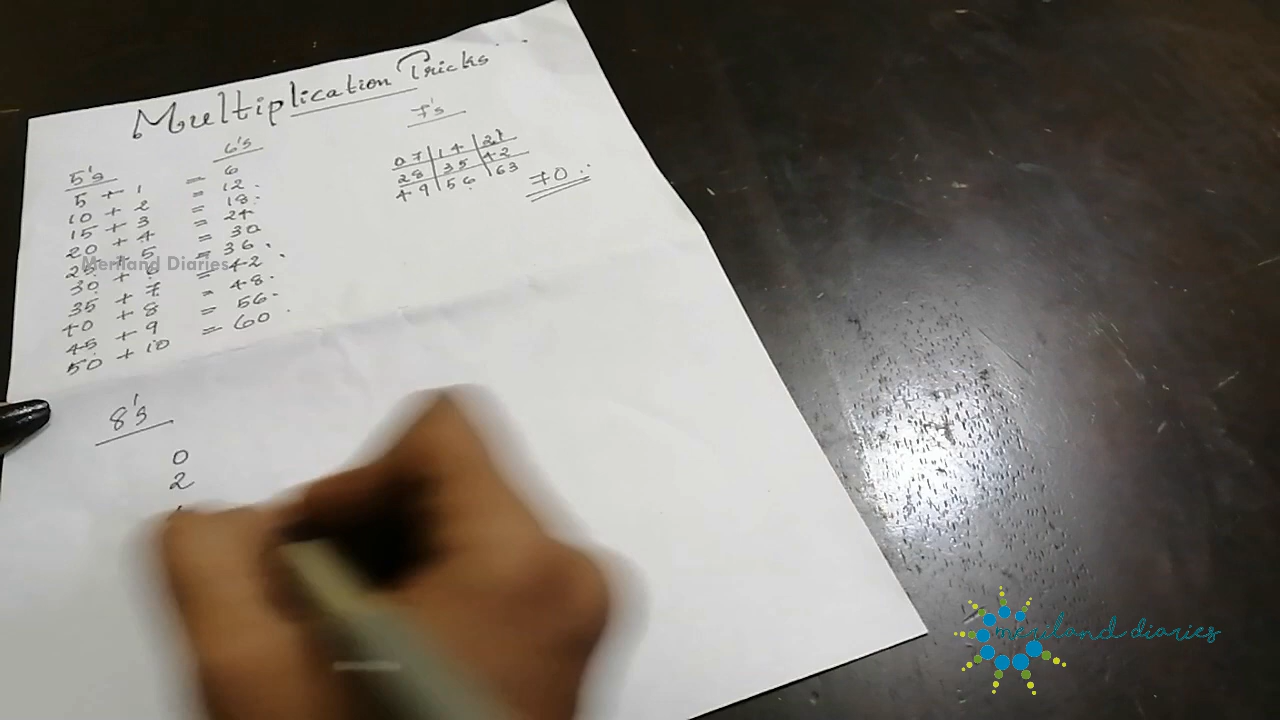 Multiplication Tricks...
5's
6's
5 + 1 = 6
10 + 2 = 12.
15 + 3 = 18.
20 + 4 = 24
25 + 5 = 30
30 + 6 = 36.
35 + 7 = 42.
40 + 8 = 48.
45 + 9 = 56.
50 + 10 = 60.
7's
07 14 21
28 35 42
49 56 63
70.
8's
0
2
Meriland Diaries
meriland diaries